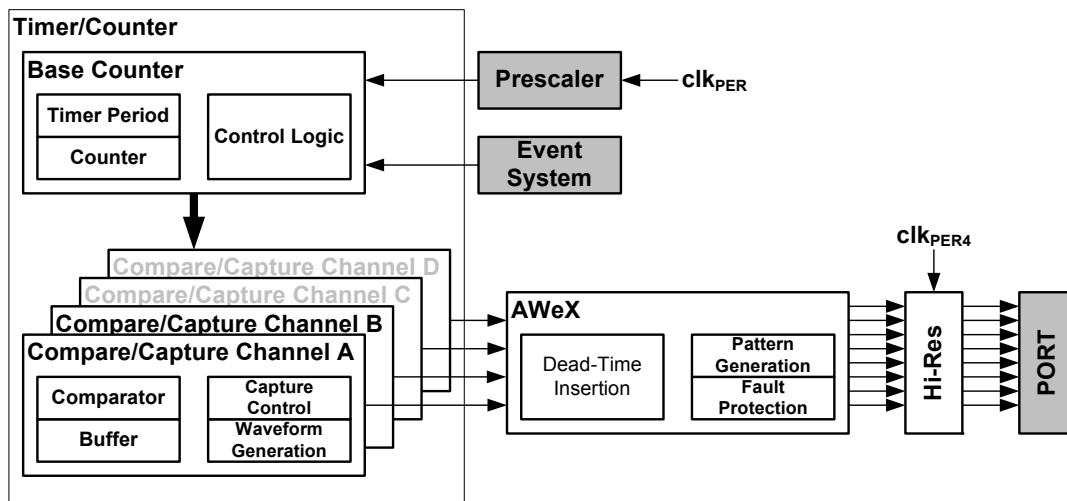 Timer/Counter
Base Counter
Timer Period
Counter
Control Logic
Prescaler
clkPER
Event
System
Compare/Capture Channel D
Compare/Capture Channel C
Compare/Capture Channel B
Compare/Capture Channel A
Comparator
Buffer
Capture
Control
Waveform
Generation
AWeX
Dead-Time
Insertion
Pattern
Generation
Fault
Protection
clkPER4
Hi-Res
PORT